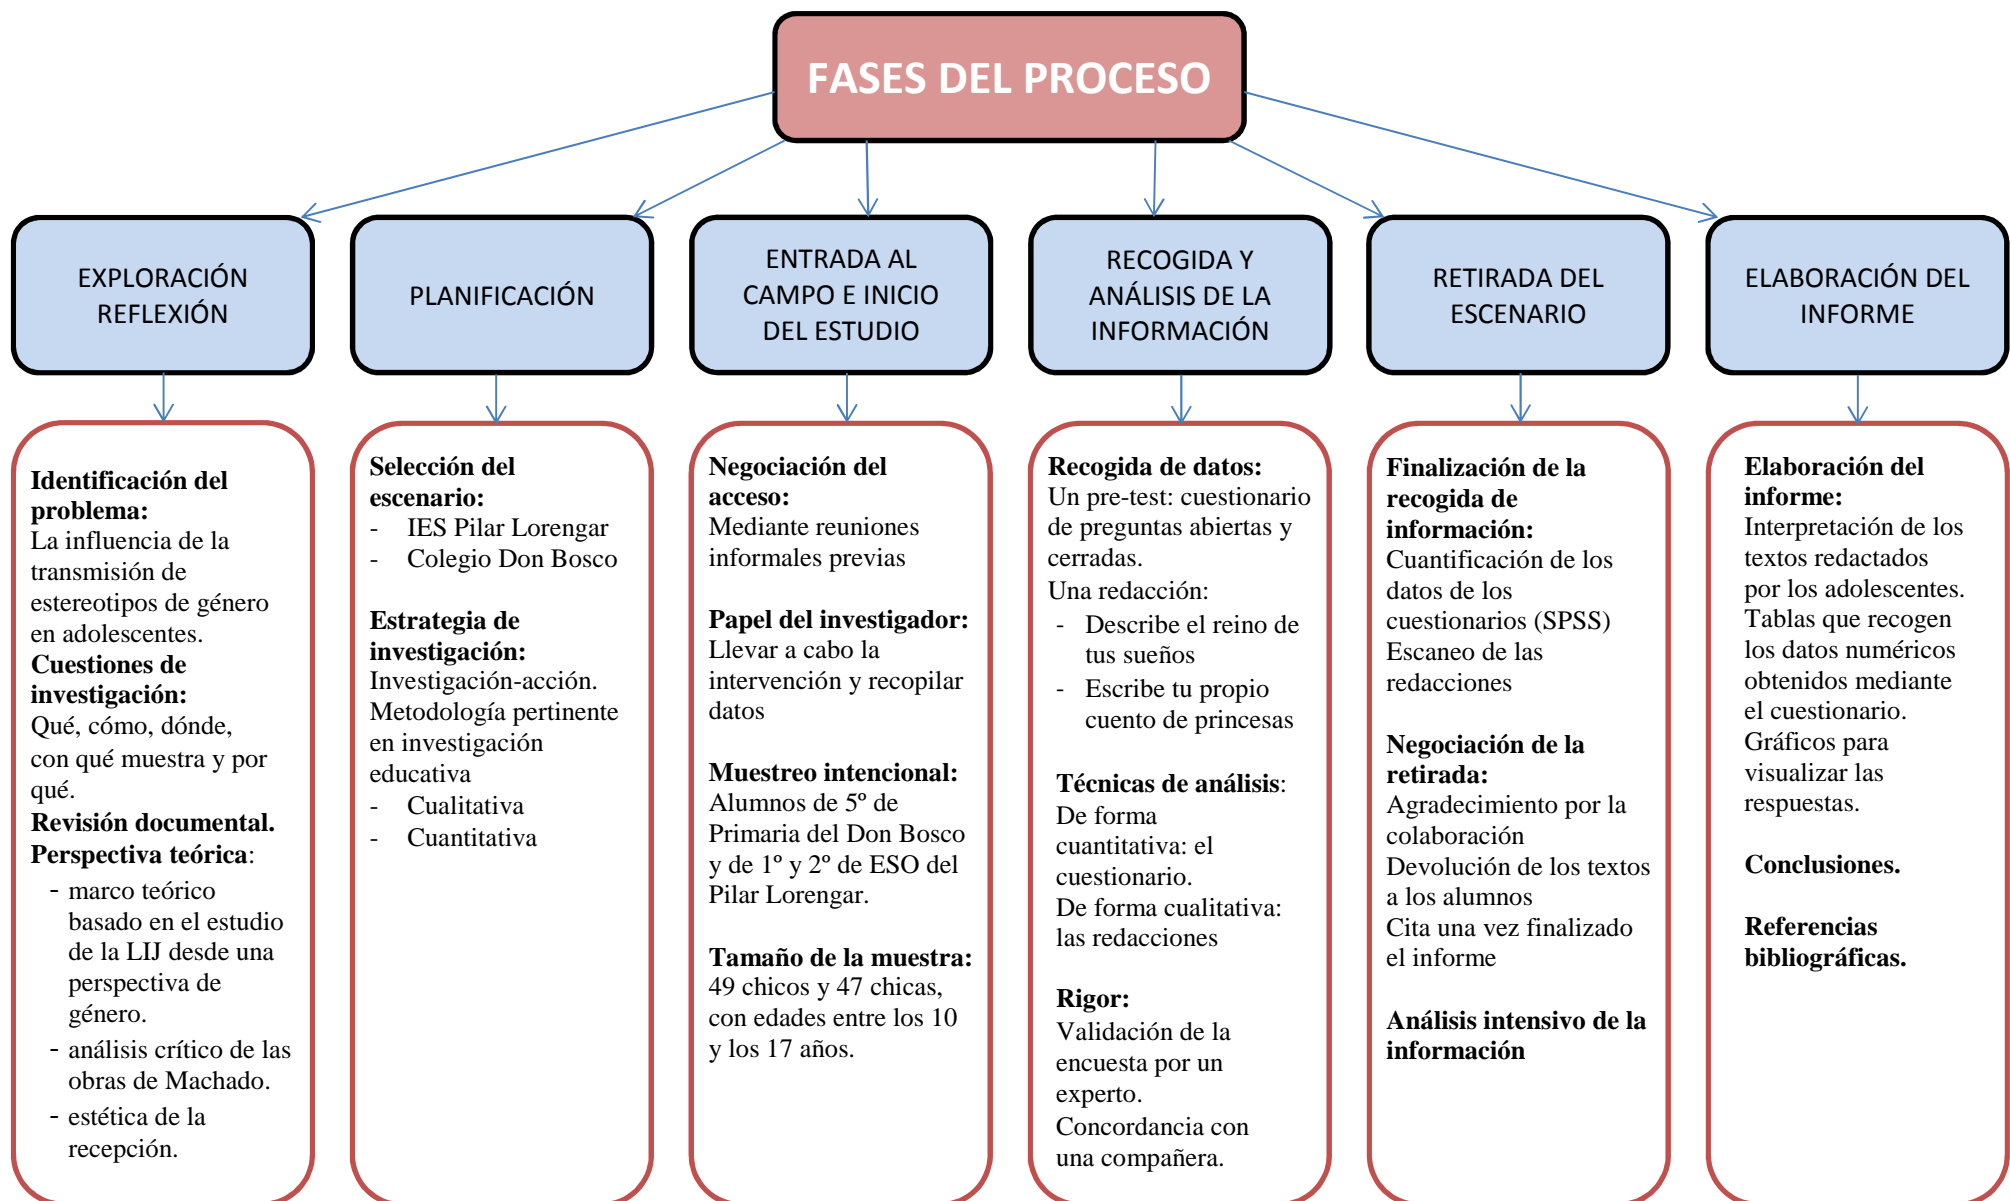 FASES DEL PROCESO
EXPLORACIÓN
REFLEXIÓN
PLANIFICACIÓN
ENTRADA AL
CAMPO E INICIO
DEL ESTUDIO
RECOGIDA Y
ANÁLISIS DE LA
INFORMACIÓN
RETIRADA DEL
ESCENARIO
ELABORACIÓN DEL
INFORME
Identificación del
problema:
La influencia de la
transmisión de
estereotipos de género
en adolescentes.
Cuestiones de
investigación:
Qué, cómo, dónde,
con qué muestra y por
qué.
Revisión documental.
Perspectiva teórica:
- marco teórico
basado en el estudio
de la LIJ desde una
perspectiva de
género.
- análisis crítico de las
obras de Machado.
- estética de la
recepción.
Selección del
escenario:
- IES Pilar Lorengar
- Colegio Don Bosco
Estrategia de
investigación:
Investigación-acción.
Metodología pertinente
en investigación
educativa
- Cualitativa
- Cuantitativa
Negociación del
acceso:
Mediante reuniones
informales previas
Papel del investigador:
Llevar a cabo la
intervención y recopilar
datos
Muestreo intencional:
Alumnos de 5º de
Primaria del Don Bosco
y de 1º y 2º de ESO del
Pilar Lorengar.
Tamaño de la muestra:
49 chicos y 47 chicas,
con edades entre los 10
y los 17 años.
Recogida de datos:
Un pre-test: cuestionario
de preguntas abiertas y
cerradas.
Una redacción:
- Describe el reino de
tus sueños
- Escribe tu propio
cuento de princesas
Técnicas de análisis:
De forma
cuantitativa: el
cuestionario.
De forma cualitativa:
las redacciones
Rigor:
Validación de la
encuesta por un
experto.
Concordancia con
una compañera.
Finalización de la
recogida de
información:
Cuantificación de los
datos de los
cuestionarios (SPSS)
Escaneo de las
redacciones
Negociación de la
retirada:
Agradecimiento por la
colaboración
Devolución de los textos
a los alumnos
Cita una vez finalizado
el informe
Análisis intensivo de la
información
Elaboración del
informe:
Interpretación de los
textos redactados
por los adolescentes.
Tablas que recogen
los datos numéricos
obtenidos mediante
el cuestionario.
Gráficos para
visualizar las
respuestas.
Conclusiones.
Referencias
bibliográficas.